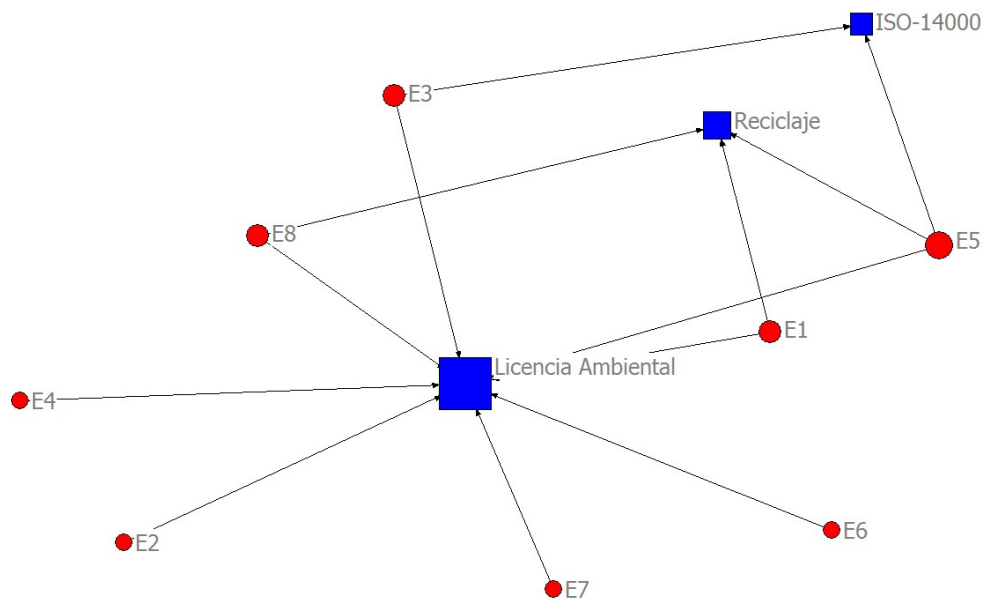 ISO-14000
E3
Reciclaje
E8
E5
E1
Licencia Ambiental
E4
E6
E2
E7